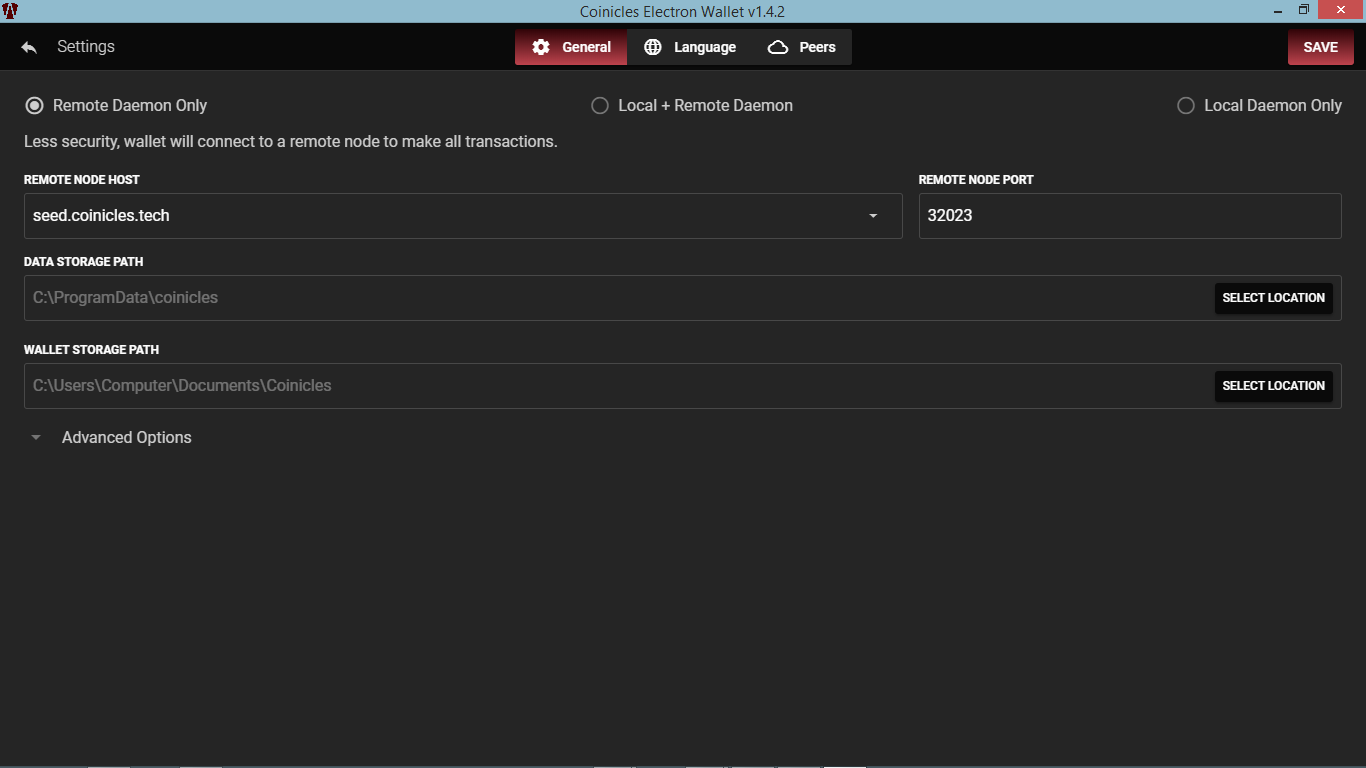 Coinicles Electron Wallet v1.4.2
Settings
General
Language
Peers
SAVE
Remote Daemon Only
Local + Remote Daemon
Local Daemon Only
Less security, wallet will connect to a remote node to make all transactions.
REMOTE NODE HOST
REMOTE NODE PORT
seed.coinicles.tech
32023
DATA STORAGE PATH
C:\ProgramData\coinicles
SELECT LOCATION
WALLET STORAGE PATH
C:\Users\Computer\Documents\Coinicles
SELECT LOCATION
Advanced Options